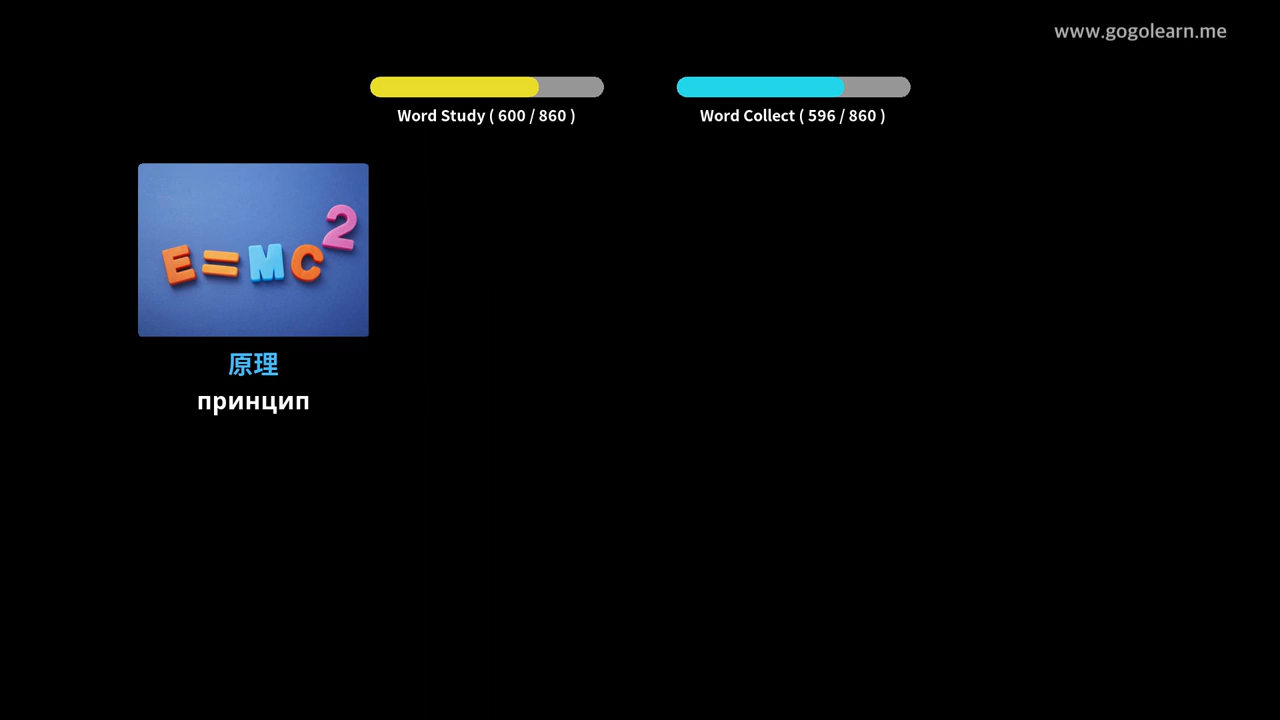 www.gogolearn.me
Word Study ( 600 / 860 )
Word Collect ( 596 / 860 )
E=MC²
原理
принцип